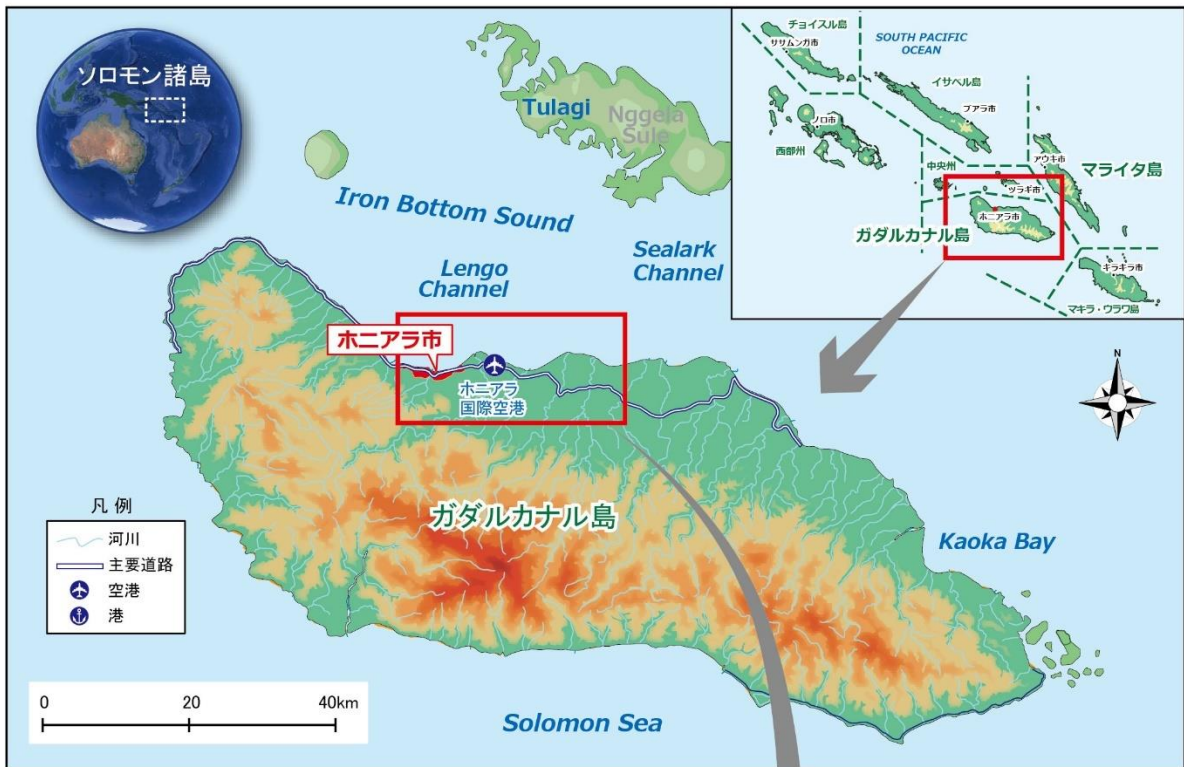 ソロモン諸島
Tulagi
Nggela
Sule
Iron Bottom Sound
Sealark
Channel
Lengo
Channel
ホニアラ市
ホニアラ
国際空港
ガダルカナル島
Kaoka Bay
Solomon Sea
N
凡 例
河川
主要道路
空港
港
0 20 40km
チョイスル島
ササムンガ市
SOUTH PACIFIC
OCEAN
イサベル島
ブアラ市
ノロ市
西部州
中央州
アウキ市
マライタ島
ツラギ市
ホニアラ市
ガダルカナル島
キラキラ市
マキラ・ウラワ島